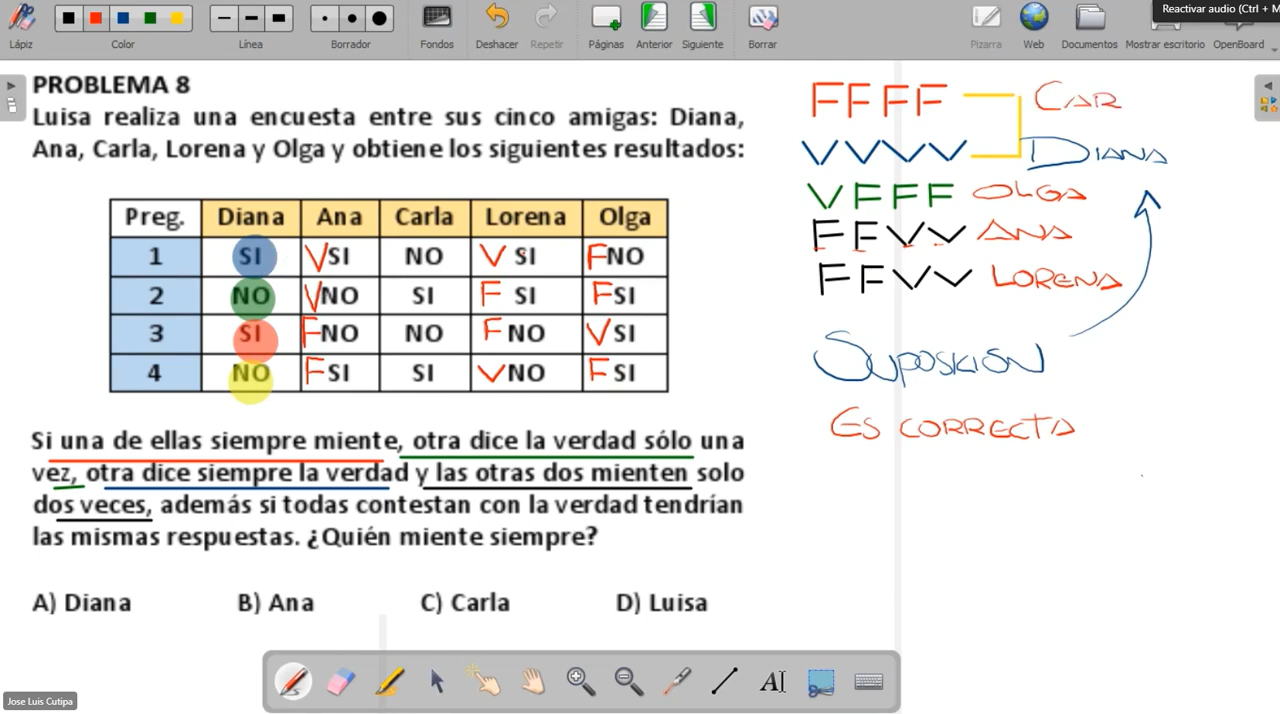 Reactivar audio (Ctrl + M
Lápiz
Color
Línea
Borrador
Fondos
Deshacer
Repetir
Páginas
Anterior
Siguiente
Borrar
Pizarra
Web
Documentos
Mostrar escritorio
OpenBoard
PROBLEMA 8
Luisa realiza una encuesta entre sus cinco amigas: Diana,
Ana, Carla, Lorena y Olga y obtiene los siguientes resultados:
Preg. Diana Ana Carla Lorena Olga
1 SI V SI NO V SI F NO
2 NO V NO SI F SI F SI
3 SI F NO NO F NO V SI
4 NO F SI SI V NO F SI
Si una de ellas siempre miente, otra dice la verdad sólo una
vez, otra dice siempre la verdad y las otras dos mienten solo
dos veces, además si todas contestan con la verdad tendrían
las mismas respuestas. ¿Quién miente siempre?
A) Diana B) Ana C) Carla D) Luisa
FFFF CAR
VVVV DIANA
VFFF OLGA
FFVV ANA
FFVV LORENA
SUPOSICIÓN
ES CORRECTA
AI
Jose Luis Cutipa